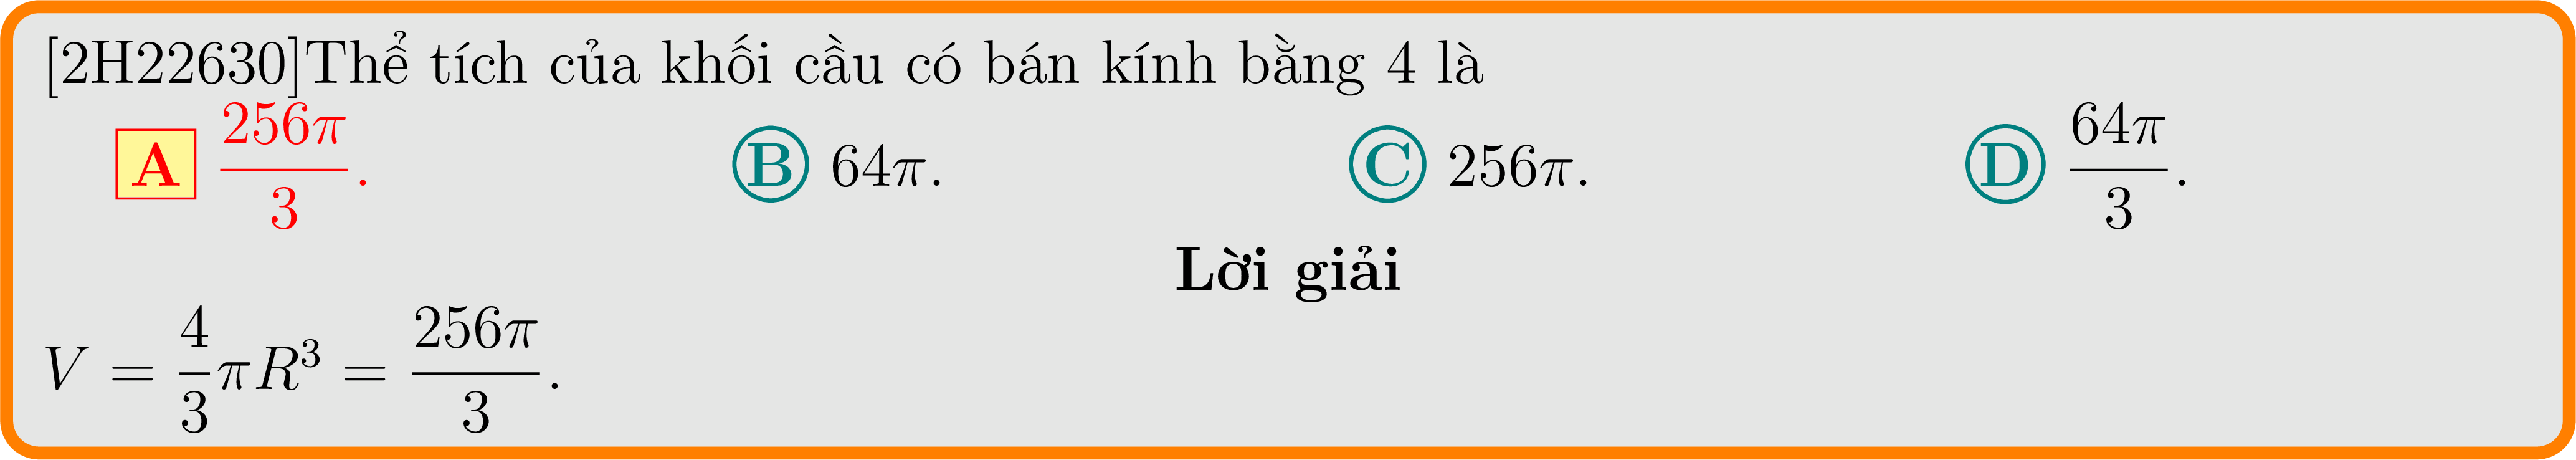 [2H22630]Thể tích của khối cầu có bán kính bằng 4 là
A $\frac{256\pi}{3}$. B $64\pi$. C $256\pi$. D $\frac{64\pi}{3}$.
Lời giải
$V = \frac{4}{3}\pi R^3 = \frac{256\pi}{3}$.